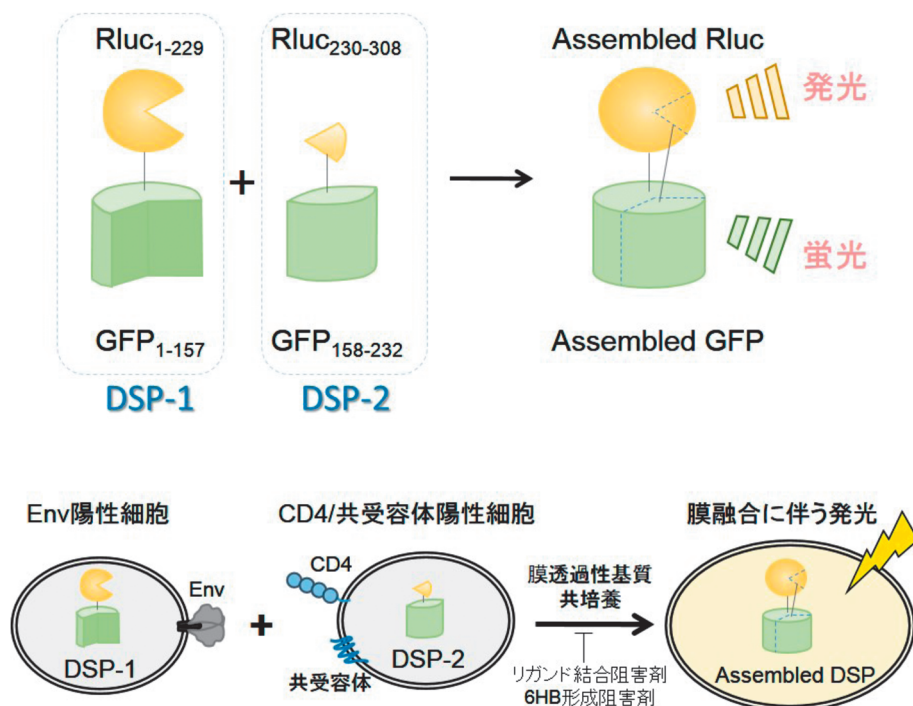 Rluc1-229
Rluc230-308
Assembled Rluc
発光
+
蛍光
GFP1-157
GFP158-232
Assembled GFP
DSP-1
DSP-2
Env陽性細胞
CD4/共受容体陽性細胞
膜融合に伴う発光
CD4
Env
+
膜透過性基質
共培養
DSP-1
DSP-2
共受容体
リガンド結合阻害剤
6HB形成阻害剤
Assembled DSP